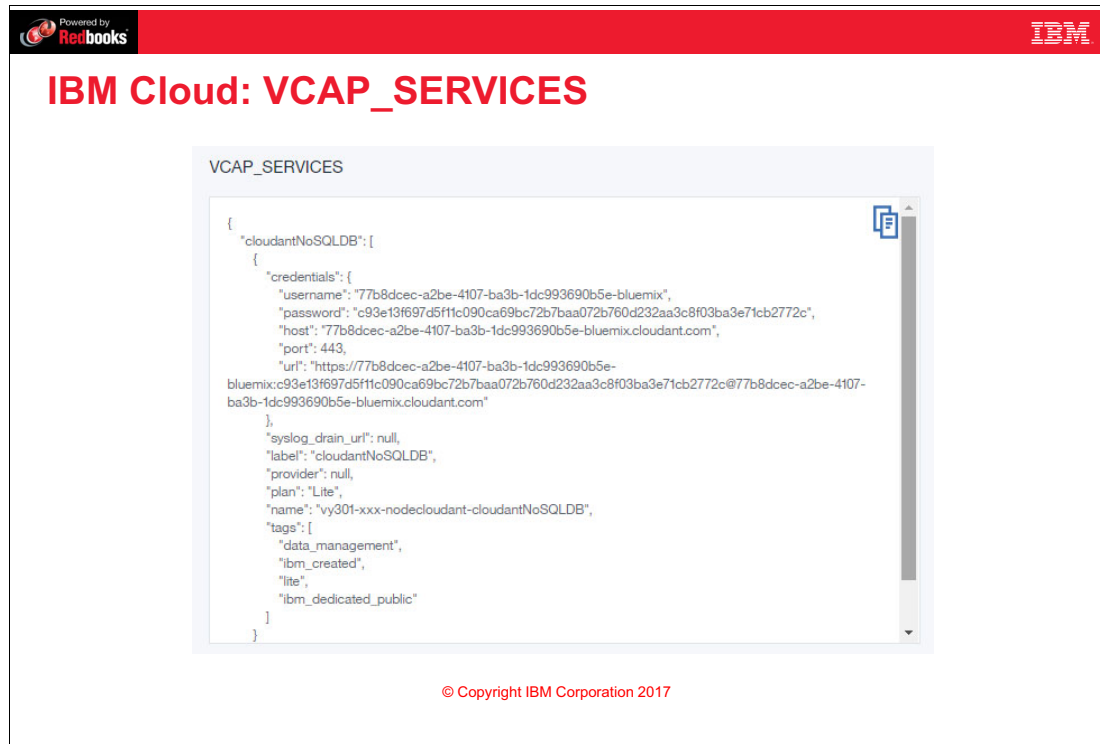 Powered by
Redbooks
IBM
IBM Cloud: VCAP_SERVICES
VCAP_SERVICES
{
"cloudantNoSQLDB": [
{
"credentials": {
"username": "77b8dcec-a2be-4107-ba3b-1dc993690b5e-bluemix",
"password": "c93e13f697d5f11c090ca69bc72b7baa072b760d232aa3c8f03ba3e71cb2772c",
"host": "77b8dcec-a2be-4107-ba3b-1dc993690b5e-bluemix.cloudant.com",
"port": 443,
"url": "https://77b8dcec-a2be-4107-ba3b-1dc993690b5e-
bluemix:c93e13f697d5f11c090ca69bc72b7baa072b760d232aa3c8f03ba3e71cb2772c@77b8dcec-a2be-4107-
ba3b-1dc993690b5e-bluemix.cloudant.com"
},
"syslog_drain_url": null,
"label": "cloudantNoSQLDB",
"provider": null,
"plan": "Lite",
"name": "vy301-xxx-nodecloudant-cloudantNoSQLDB",
"tags": [
"data_management",
"ibm_created",
"lite",
"ibm_dedicated_public"
]
}
© Copyright IBM Corporation 2017